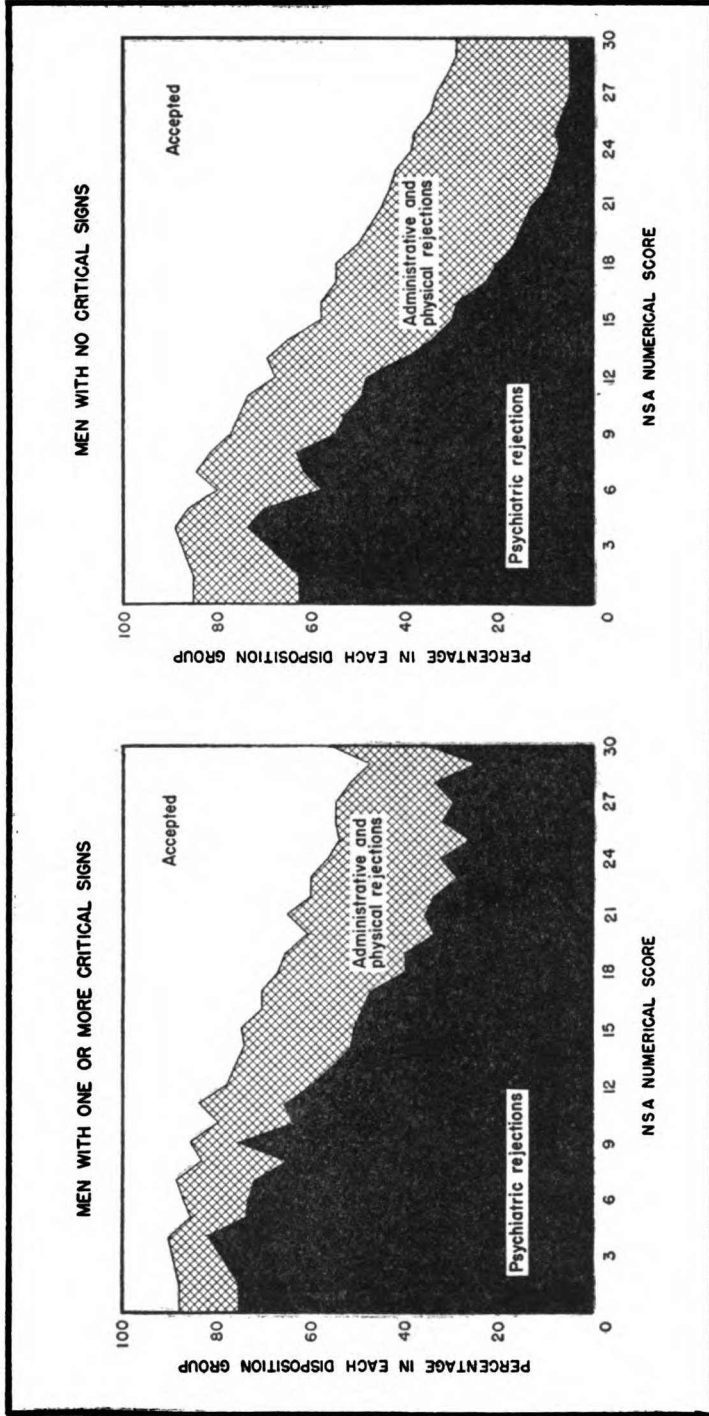 MEN WITH ONE OR MORE CRITICAL SIGNS
PERCENTAGE IN EACH DISPOSITION GROUP
100
80
60
40
20
Accepted
Administrative and
physical rejections
Psychiatric rejections
0 3 6 9 12 15 18 21 24 27 30
NSA NUMERICAL SCORE
MEN WITH NO CRITICAL SIGNS
PERCENTAGE IN EACH DISPOSITION GROUP
100
80
60
40
20
Accepted
Administrative and
physical rejections
Psychiatric rejections
0 3 6 9 12 15 18 21 24 27 30
NSA NUMERICAL SCORE